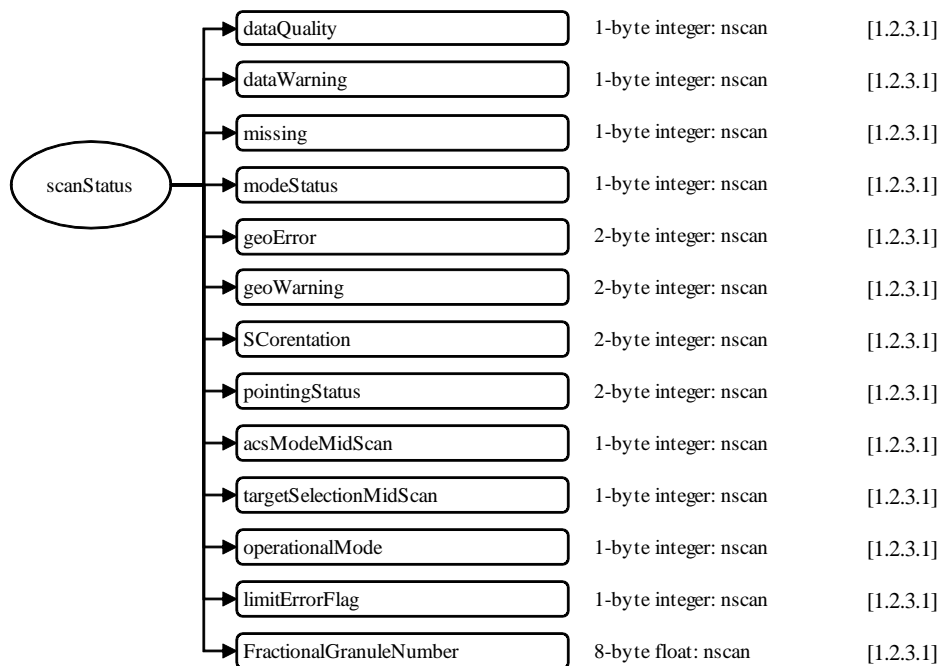 dataQuality 1-byte integer: nscan [1.2.3.1]
dataWarning 1-byte integer: nscan [1.2.3.1]
missing 1-byte integer: nscan [1.2.3.1]
scanStatus modeStatus 1-byte integer: nscan [1.2.3.1]
geoError 2-byte integer: nscan [1.2.3.1]
geoWarning 2-byte integer: nscan [1.2.3.1]
SCorentation 2-byte integer: nscan [1.2.3.1]
pointingStatus 2-byte integer: nscan [1.2.3.1]
acsModeMidScan 1-byte integer: nscan [1.2.3.1]
targetSelectionMidScan 1-byte integer: nscan [1.2.3.1]
operationalMode 1-byte integer: nscan [1.2.3.1]
limitErrorFlag 1-byte integer: nscan [1.2.3.1]
FractionalGranuleNumber 8-byte float: nscan [1.2.3.1]